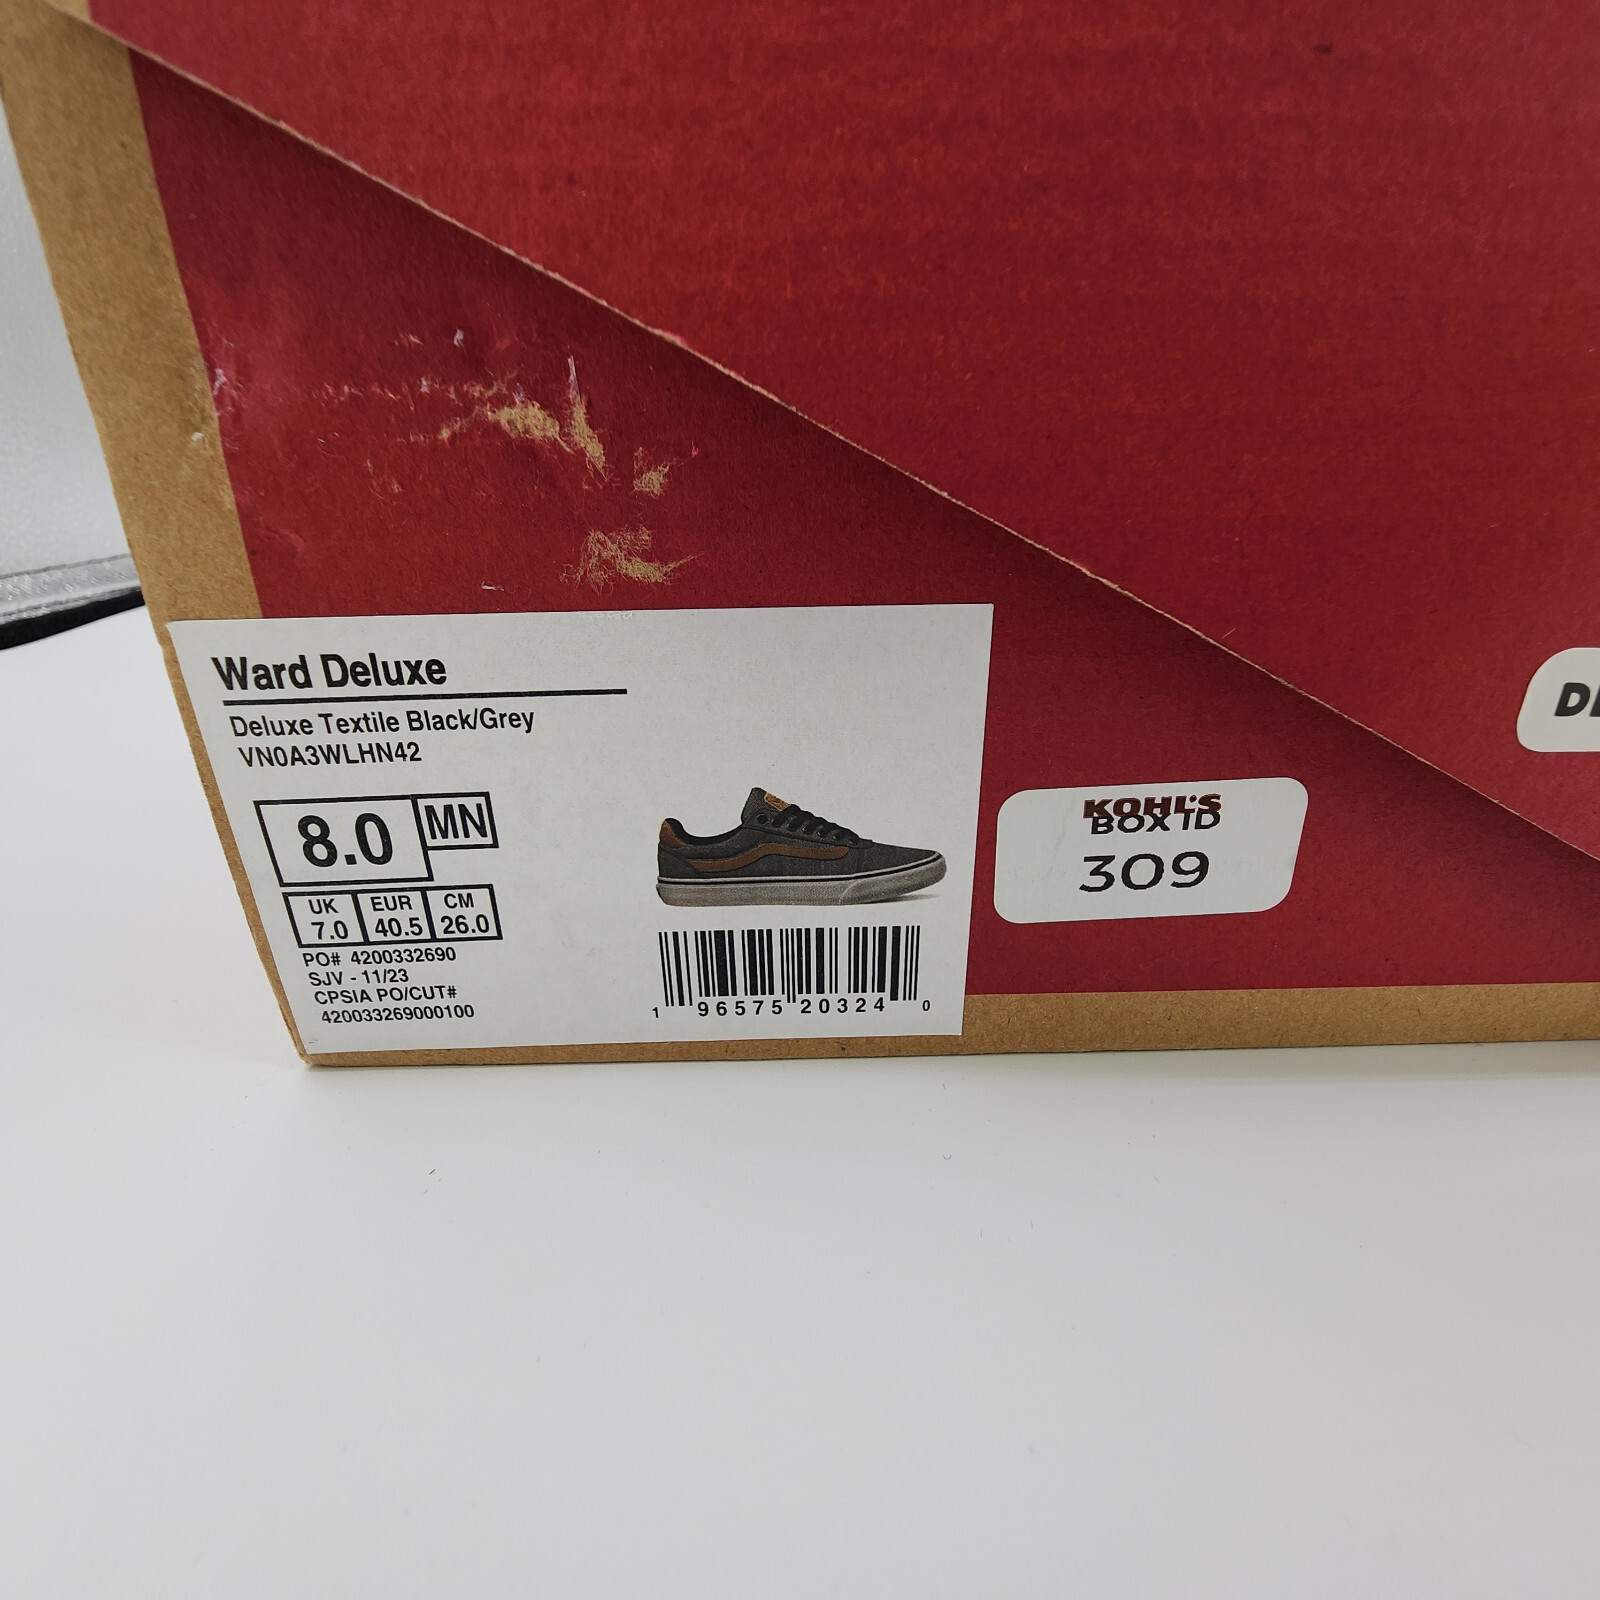 Ward Deluxe
Deluxe Textile Black/Grey
VN0A3WLHN42
8.0 MN
UK EUR CM
7.0 40.5 26.0
PO# 4200332690
SJV - 11/23
CPSIA PO/CUT#
420033269000100
1 96575 20324 0
KOHL'S
BOX ID
309